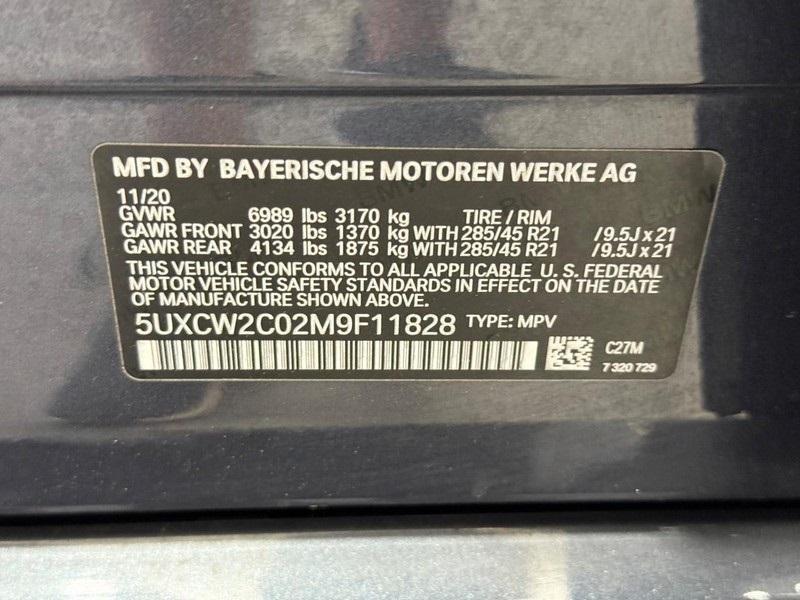 MFD BY BAYERISCHE MOTOREN WERKE AG
11/20
GVWR 6989 lbs 3170 kg TIRE / RIM
GAWR FRONT 3020 lbs 1370 kg WITH 285/45 R21 /9.5J x 21
GAWR REAR 4134 lbs 1875 kg WITH 285/45 R21 /9.5J x 21
THIS VEHICLE CONFORMS TO ALL APPLICABLE U. S. FEDERAL
MOTOR VEHICLE SAFETY STANDARDS IN EFFECT ON THE DATE
OF MANUFACTURE SHOWN ABOVE.
5UXCW2C02M9F11828 TYPE: MPV
C27M
7 320 729